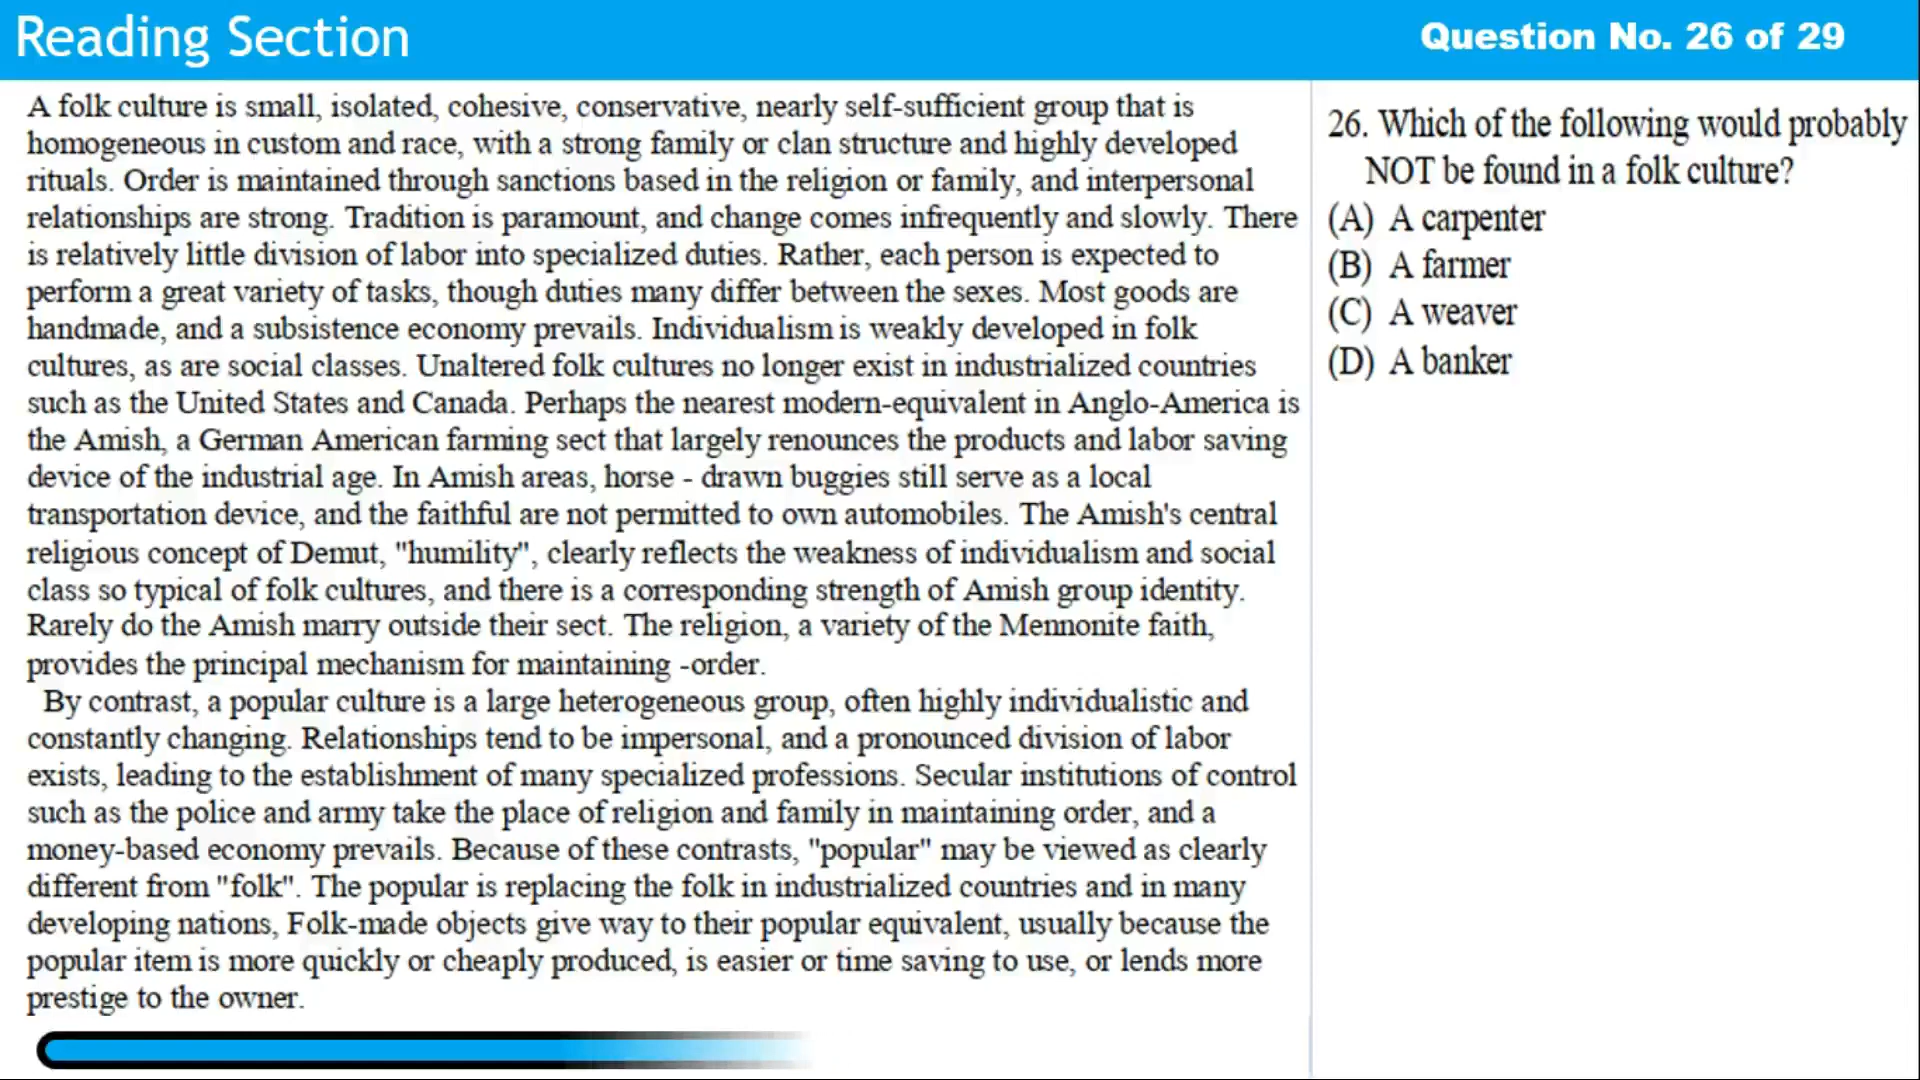 Reading Section
Question No. 26 of 29
A folk culture is small, isolated, cohesive, conservative, nearly self-sufficient group that is
homogeneous in custom and race, with a strong family or clan structure and highly developed
rituals. Order is maintained through sanctions based in the religion or family, and interpersonal
relationships are strong. Tradition is paramount, and change comes infrequently and slowly. There
is relatively little division of labor into specialized duties. Rather, each person is expected to
perform a great variety of tasks, though duties many differ between the sexes. Most goods are
handmade, and a subsistence economy prevails. Individualism is weakly developed in folk
cultures, as are social classes. Unaltered folk cultures no longer exist in industrialized countries
such as the United States and Canada. Perhaps the nearest modern-equivalent in Anglo-America is
the Amish, a German American farming sect that largely renounces the products and labor saving
device of the industrial age. In Amish areas, horse - drawn buggies still serve as a local
transportation device, and the faithful are not permitted to own automobiles. The Amish's central
religious concept of Demut, "humility", clearly reflects the weakness of individualism and social
class so typical of folk cultures, and there is a corresponding strength of Amish group identity.
Rarely do the Amish marry outside their sect. The religion, a variety of the Mennonite faith,
provides the principal mechanism for maintaining -order.
By contrast, a popular culture is a large heterogeneous group, often highly individualistic and
constantly changing. Relationships tend to be impersonal, and a pronounced division of labor
exists, leading to the establishment of many specialized professions. Secular institutions of control
such as the police and army take the place of religion and family in maintaining order, and a
money-based economy prevails. Because of these contrasts, "popular" may be viewed as clearly
different from "folk". The popular is replacing the folk in industrialized countries and in many
developing nations, Folk-made objects give way to their popular equivalent, usually because the
popular item is more quickly or cheaply produced, is easier or time saving to use, or lends more
prestige to the owner.
26. Which of the following would probably
NOT be found in a folk culture?
(A) A carpenter
(B) A farmer
(C) A weaver
(D) A banker